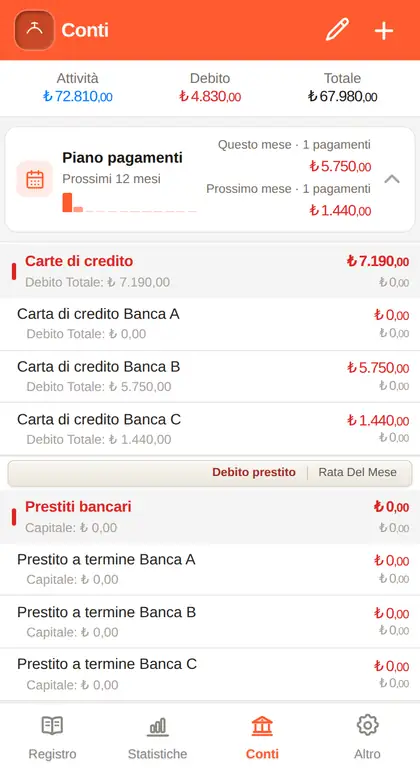 Conti
Attività Debito Totale
₺ 72.810,00 ₺ 4.830,00 ₺ 67.980,00
Piano pagamenti
Prossimi 12 mesi
Questo mese · 1 pagamenti
₺ 5.750,00
Prossimo mese · 1 pagamenti
₺ 1.440,00
Carte di credito ₺ 7.190,00
Debito Totale: ₺ 7.190,00 ₺ 0,00
Carta di credito Banca A ₺ 0,00
Debito Totale: ₺ 0,00 ₺ 0,00
Carta di credito Banca B ₺ 5.750,00
Debito Totale: ₺ 5.750,00 ₺ 0,00
Carta di credito Banca C ₺ 1.440,00
Debito Totale: ₺ 1.440,00 ₺ 0,00
Debito prestito Rata Del Mese
Prestiti bancari ₺ 0,00
Capitale: ₺ 0,00 ₺ 0,00
Prestito a termine Banca A ₺ 0,00
Capitale: ₺ 0,00 ₺ 0,00
Prestito a termine Banca B ₺ 0,00
Capitale: ₺ 0,00 ₺ 0,00
Prestito a termine Banca C ₺ 0,00
Capitale: ₺ 0,00 ₺ 0,00
Registro Statistiche Conti Altro